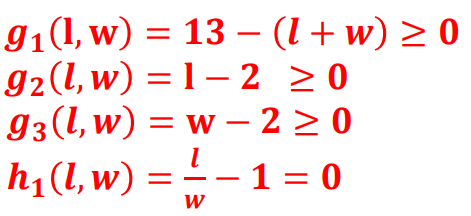 g₁(l, w) = 13 − (l + w) ≥ 0
g₂(l, w) = l − 2 ≥ 0
g₃(l, w) = w − 2 ≥ 0
h₁(l, w) = l/w − 1 = 0